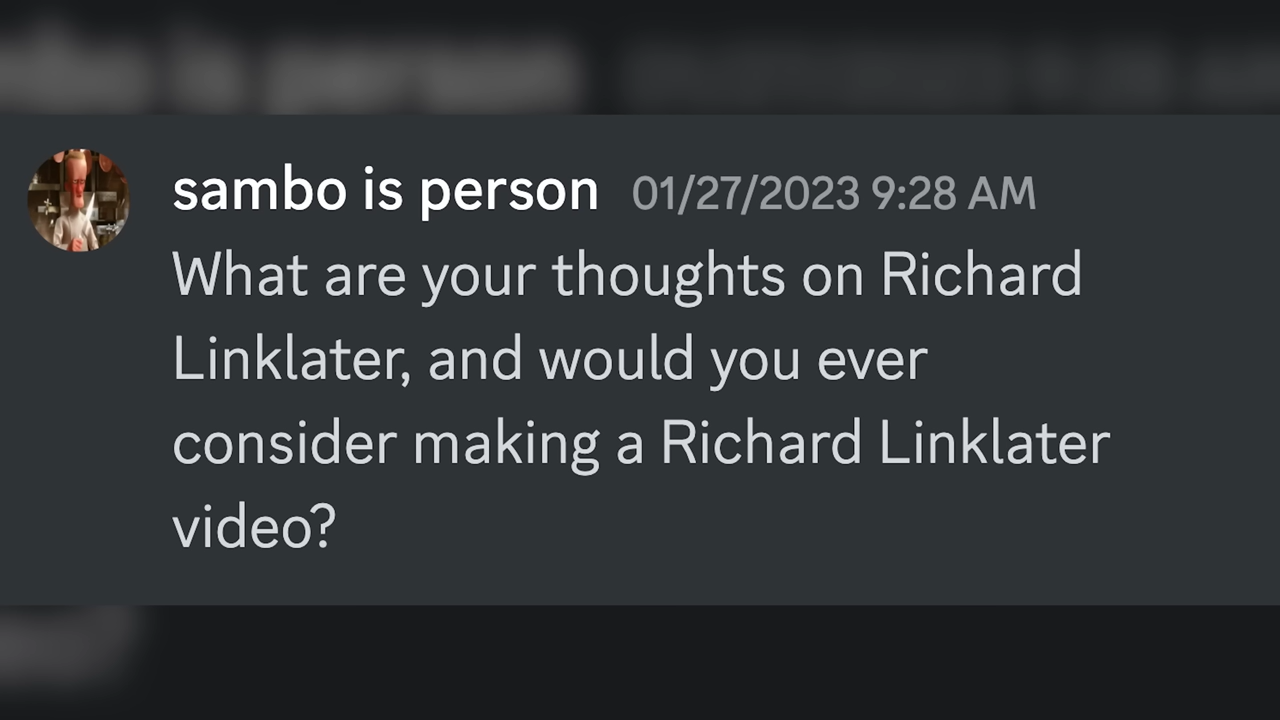 sambo is person 01/27/2023 9:28 AM
What are your thoughts on Richard
Linklater, and would you ever
consider making a Richard Linklater
video?